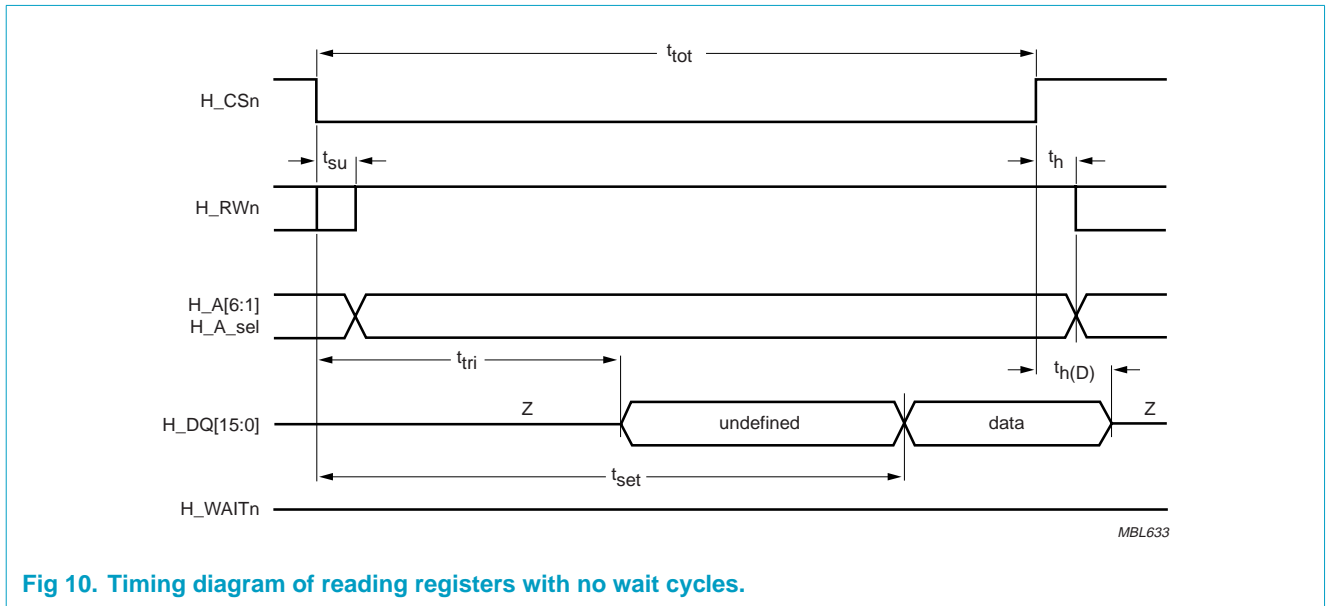 t_tot
H_CSn
t_su
t_h
H_RWn
H_A[6:1]
H_A_sel
t_tri
t_h(D)
Z
undefined
data
Z
H_DQ[15:0]
t_set
H_WAITn
MBL633
Fig 10. Timing diagram of reading registers with no wait cycles.